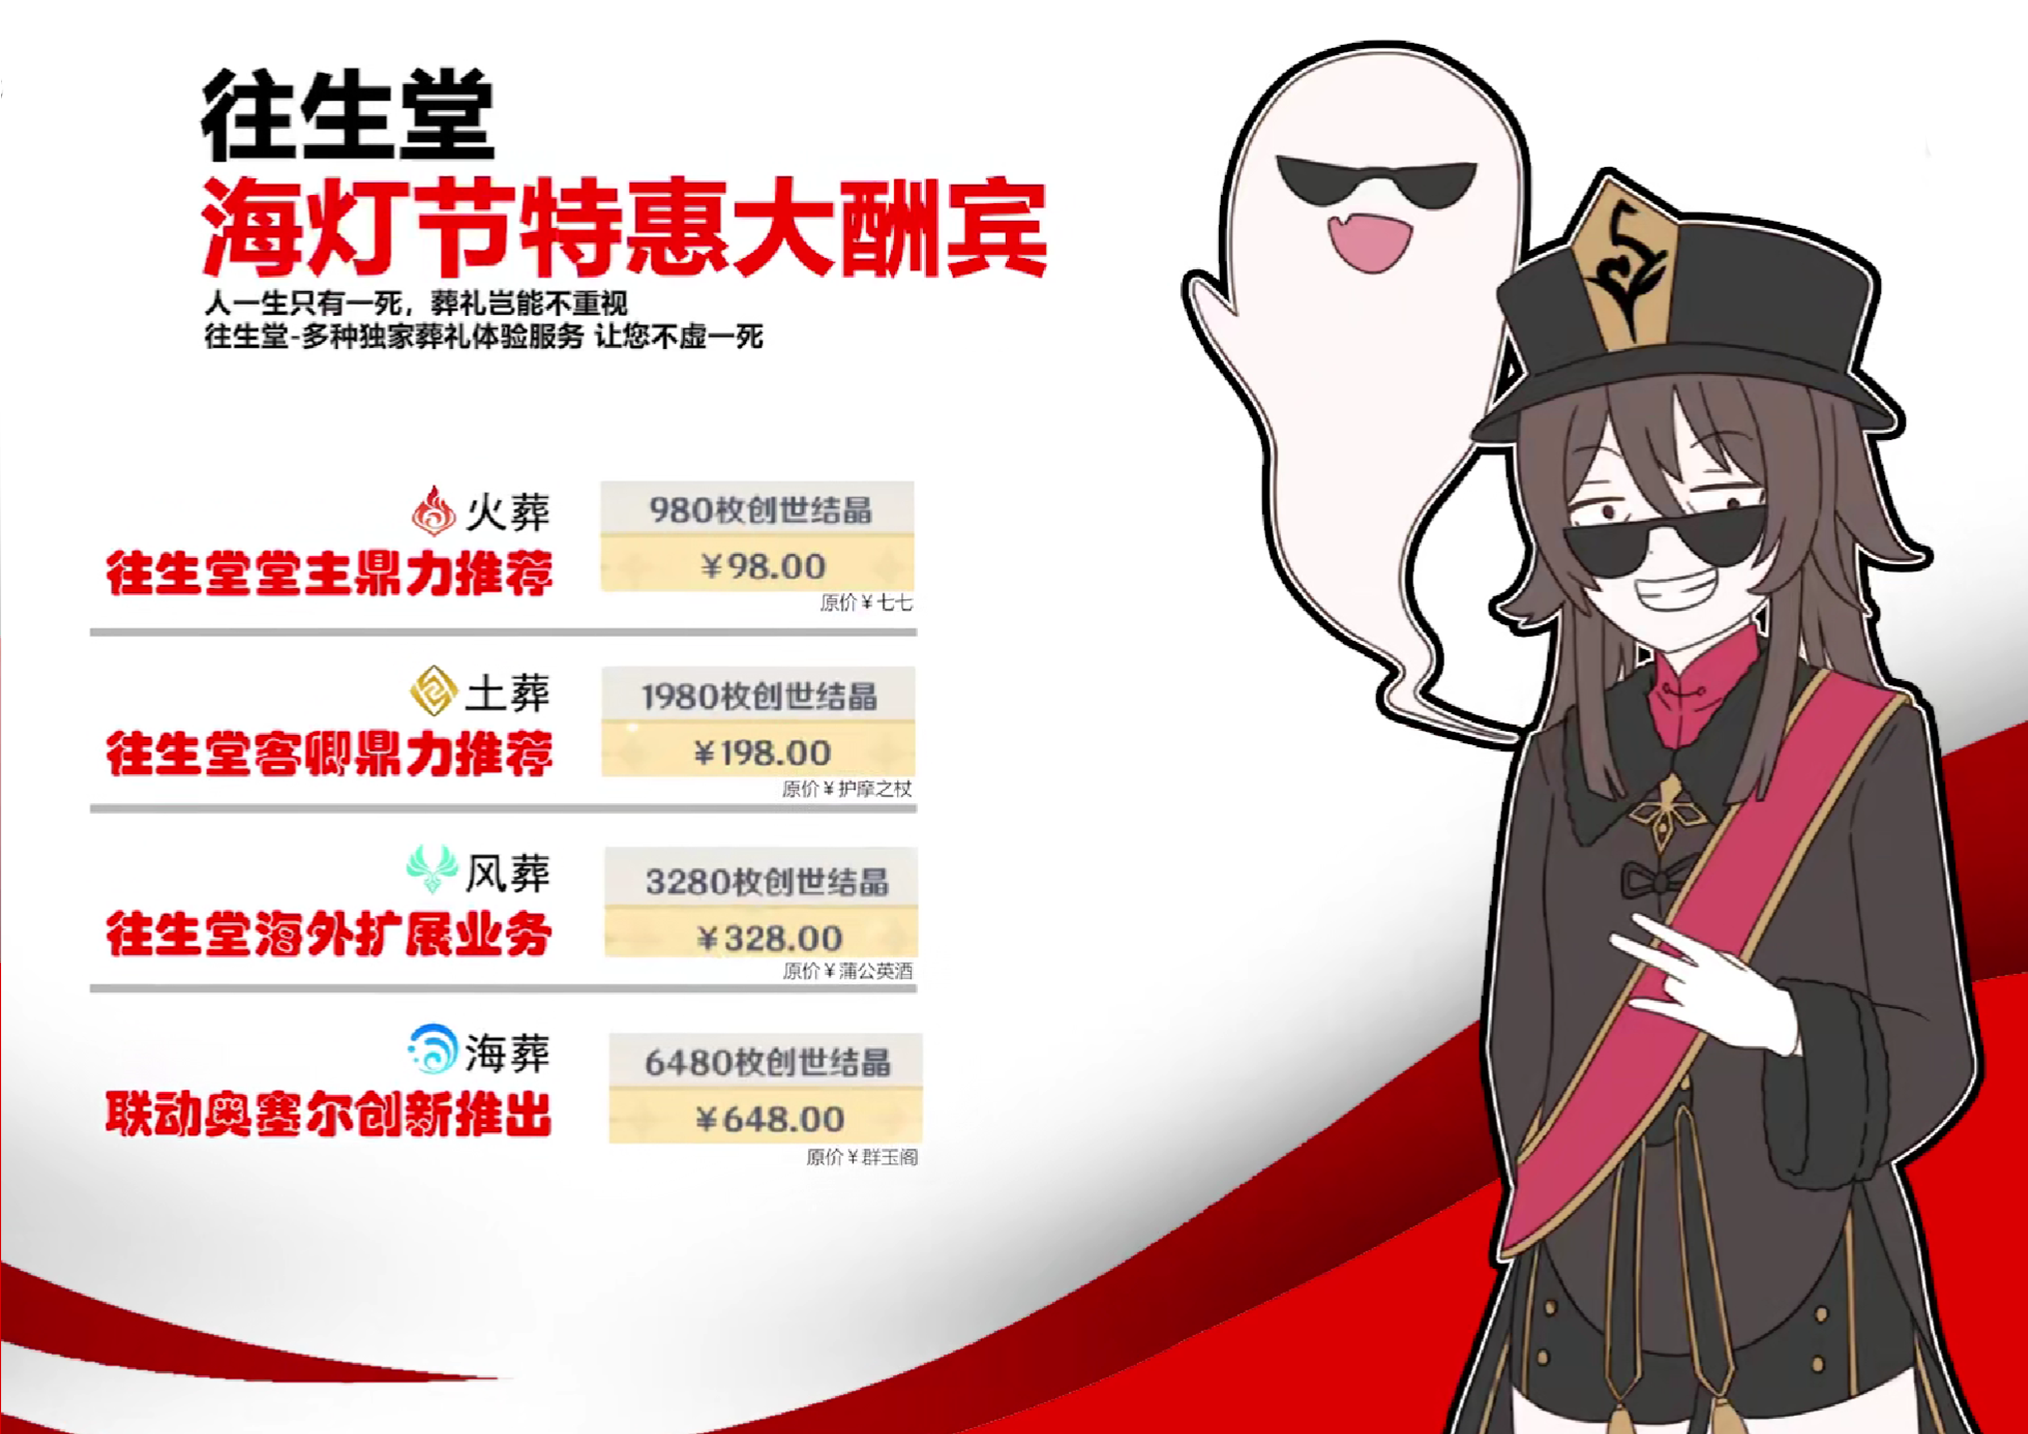 往生堂
海灯节特惠大酬宾
人一生只有一死，葬礼岂能不重视
往生堂-多种独家葬礼体验服务 让您不虚一死
火葬
往生堂堂主鼎力推荐
980枚创世结晶
￥98.00
原价￥七七
土葬
往生堂客卿鼎力推荐
1980枚创世结晶
￥198.00
原价￥护摩之杖
风葬
往生堂海外扩展业务
3280枚创世结晶
￥328.00
原价￥蒲公英酒
海葬
联动奥塞尔创新推出
6480枚创世结晶
￥648.00
原价￥群玉阁